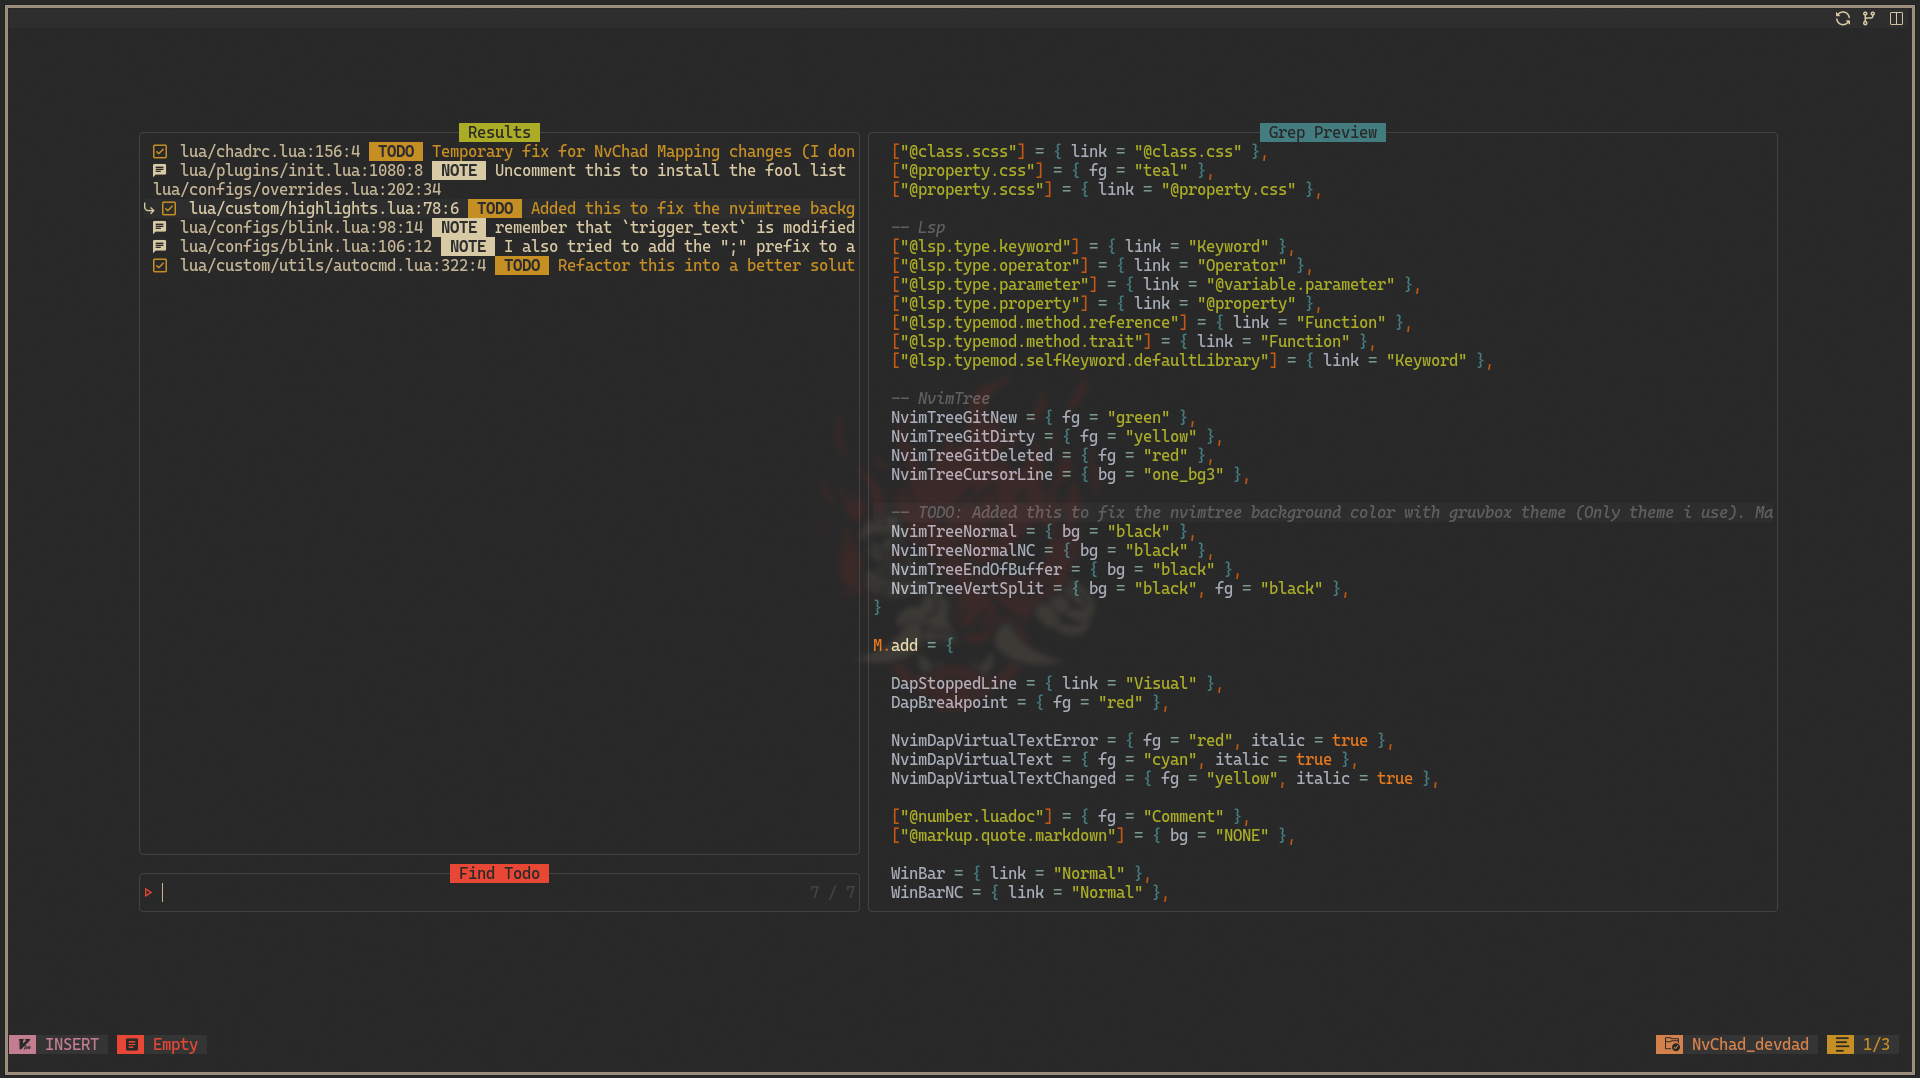 Results
lua/chadrc.lua:156:4 TODO Temporary fix for NvChad Mapping changes (I don
lua/plugins/init.lua:1080:8 NOTE Uncomment this to install the fool list
lua/configs/overrides.lua:202:34
lua/custom/highlights.lua:78:6 TODO Added this to fix the nvimtree backg
lua/configs/blink.lua:98:14 NOTE remember that `trigger_text` is modified
lua/configs/blink.lua:106:12 NOTE I also tried to add the ";" prefix to a
lua/custom/utils/autocmd.lua:322:4 TODO Refactor this into a better solut
Find Todo
7 / 7
Grep Preview
["@class.scss"] = { link = "@class.css" },
["@property.css"] = { fg = "teal" },
["@property.scss"] = { link = "@property.css" },
-- Lsp
["@lsp.type.keyword"] = { link = "Keyword" },
["@lsp.type.operator"] = { link = "Operator" },
["@lsp.type.parameter"] = { link = "@variable.parameter" },
["@lsp.type.property"] = { link = "@property" },
["@lsp.typemod.method.reference"] = { link = "Function" },
["@lsp.typemod.method.trait"] = { link = "Function" },
["@lsp.typemod.selfKeyword.defaultLibrary"] = { link = "Keyword" },
-- NvimTree
NvimTreeGitNew = { fg = "green" },
NvimTreeGitDirty = { fg = "yellow" },
NvimTreeGitDeleted = { fg = "red" },
NvimTreeCursorLine = { bg = "one_bg3" },
-- TODO: Added this to fix the nvimtree background color with gruvbox theme (Only theme i use). Ma
NvimTreeNormal = { bg = "black" },
NvimTreeNormalNC = { bg = "black" },
NvimTreeEndOfBuffer = { bg = "black" },
NvimTreeVertSplit = { bg = "black", fg = "black" },
}
M.add = {
DapStoppedLine = { link = "Visual" },
DapBreakpoint = { fg = "red" },
NvimDapVirtualTextError = { fg = "red", italic = true },
NvimDapVirtualText = { fg = "cyan", italic = true },
NvimDapVirtualTextChanged = { fg = "yellow", italic = true },
["@number.luadoc"] = { fg = "Comment" },
["@markup.quote.markdown"] = { bg = "NONE" },
WinBar = { link = "Normal" },
WinBarNC = { link = "Normal" },
INSERT Empty
NvChad_devdad 1/3